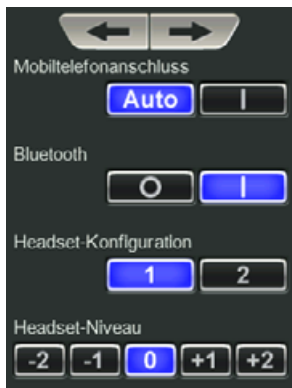 Mobiltelefonanschluss
Auto I
Bluetooth
O I
Headset-Konfiguration
1 2
Headset-Niveau
-2 -1 0 +1 +2